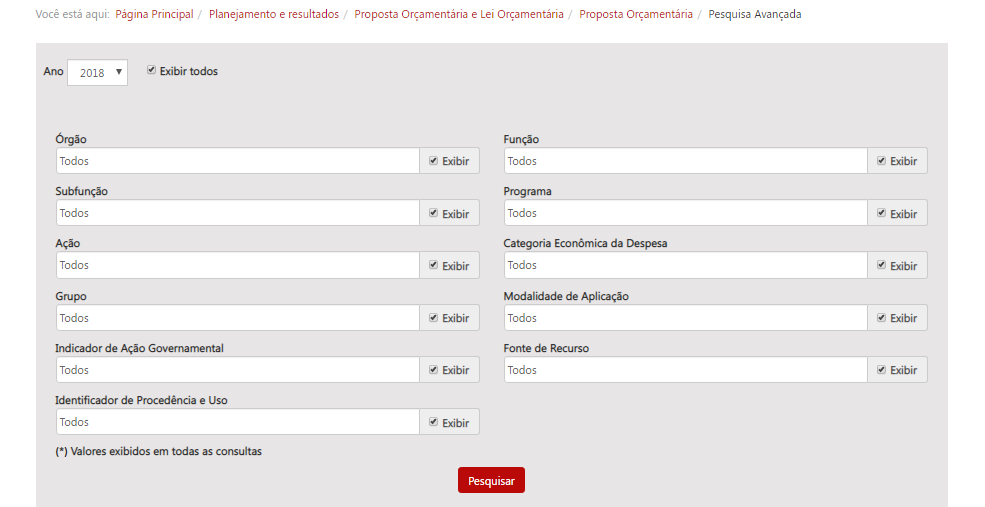 Você está aqui: Página Principal / Planejamento e resultados / Proposta Orçamentária e Lei Orçamentária / Proposta Orçamentária / Pesquisa Avançada
Ano 2018 Exibir todos
Órgão Função
Todos Exibir Todos Exibir
Subfunção Programa
Todos Exibir Todos Exibir
Ação Categoria Econômica da Despesa
Todos Exibir Todos Exibir
Grupo Modalidade de Aplicação
Todos Exibir Todos Exibir
Indicador de Ação Governamental Fonte de Recurso
Todos Exibir Todos Exibir
Identificador de Procedência e Uso
Todos Exibir
(*) Valores exibidos em todas as consultas
Pesquisar